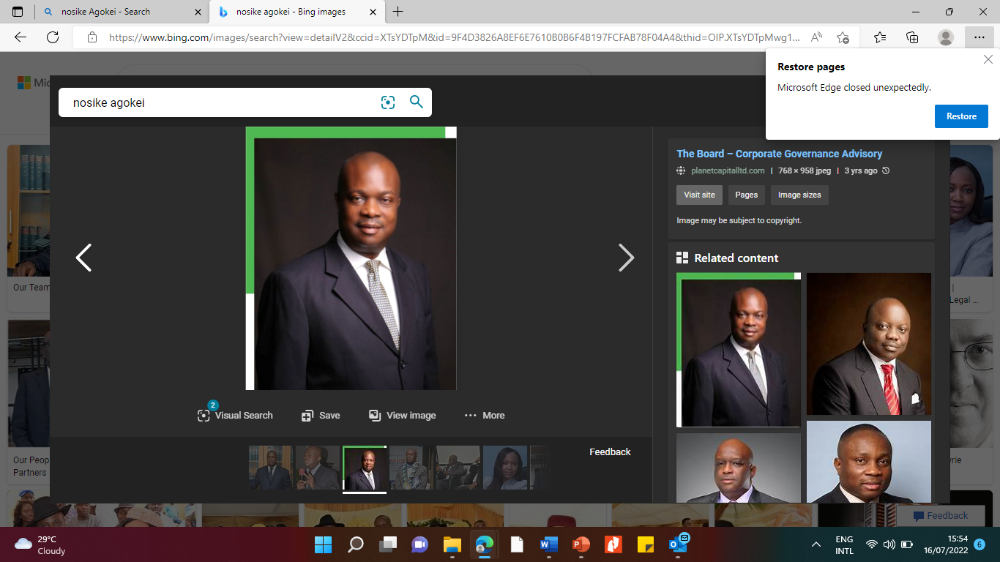 nosike Agokei - Search
nosike agokei - Bing images
https://www.bing.com/images/search?view=detailV2&ccid=XTsYDTpM&id=9F4D3826A8EF6E7610B0B6F4B197FCFAB78F04A4&thid=OIP.XTsYDTpMwg1...
Restore pages
Microsoft Edge closed unexpectedly.
Restore
Mic
nosike agokei
The Board – Corporate Governance Advisory
planetcapitalltd.com | 768 × 958 jpeg | 3 yrs ago
Visit site
Pages
Image sizes
Image may be subject to copyright.
Related content
Our Team
Legal ...
2
Visual Search
Save
View image
More
Feedback
Our Peop
Partners
rie
Feedback
29°C
Cloudy
ENG
INTL
15:54
16/07/2022
6